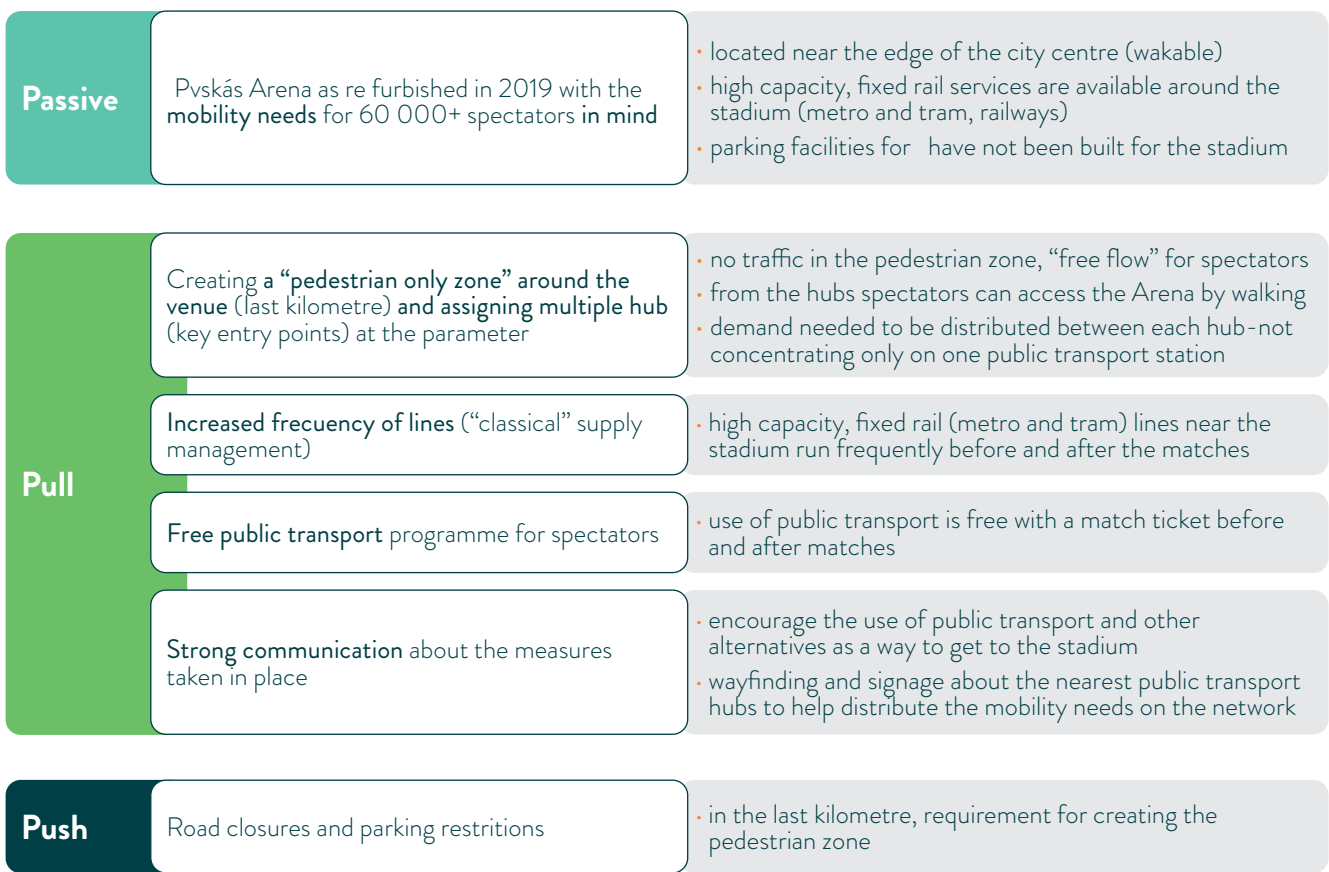 Passive
Pvskás Arena as re furbished in 2019 with the
mobility needs for 60 000+ spectators in mind
• located near the edge of the city centre (wakable)
• high capacity, fixed rail services are available around the
stadium (metro and tram, railways)
• parking facilities for have not been built for the stadium
Pull
Creating a “pedestrian only zone” around the
venue (last kilometre) and assigning multiple hub
(key entry points) at the parameter
• no traffic in the pedestrian zone, “free flow” for spectators
• from the hubs spectators can access the Arena by walking
• demand needed to be distributed between each hub-not
concentrating only on one public transport station
Increased frecuency of lines (“classical” supply
management)
• high capacity, fixed rail (metro and tram) lines near the
stadium run frequently before and after the matches
Free public transport programme for spectators
• use of public transport is free with a match ticket before
and after matches
Strong communication about the measures
taken in place
• encourage the use of public transport and other
alternatives as a way to get to the stadium
• wayfinding and signage about the nearest public transport
hubs to help distribute the mobility needs on the network
Push
Road closures and parking restritions
• in the last kilometre, requirement for creating the
pedestrian zone